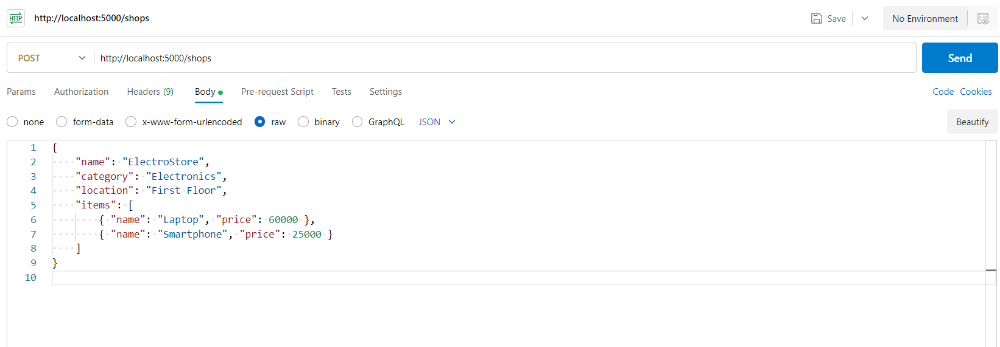 HTTP http://localhost:5000/shops Save No Environment
POST http://localhost:5000/shops Send
Params Authorization Headers (9) Body Pre-request Script Tests Settings Code Cookies
none form-data x-www-form-urlencoded raw binary GraphQL JSON Beautify
1 {
2 "name": "ElectroStore",
3 "category": "Electronics",
4 "location": "First Floor",
5 "items": [
6 { "name": "Laptop", "price": 60000 },
7 { "name": "Smartphone", "price": 25000 }
8 ]
9 }
10